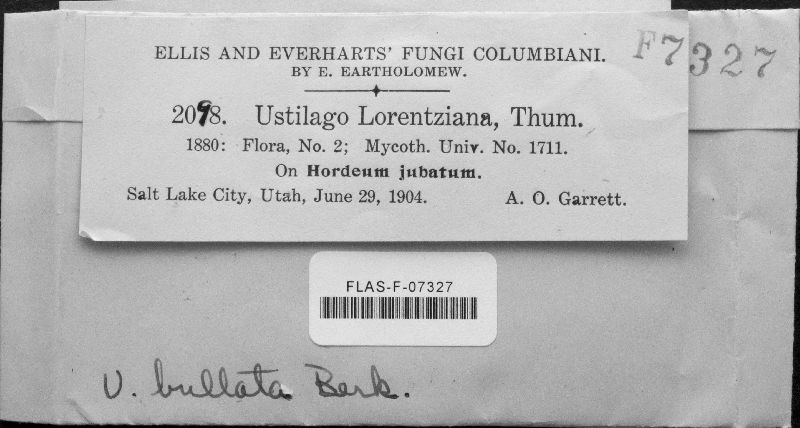 ELLIS AND EVERHARTS' FUNGI COLUMBIANI.
F7327
BY E. EARTHOLOMEW.
2098. Ustilago Lorentziana, Thum.
1880: Flora, No. 2; Mycoth. Univ. No. 1711.
On Hordeum jubatum.
Salt Lake City, Utah, June 29, 1904. A. O. Garrett.
FLAS-F-07327
U. bullata Berk.